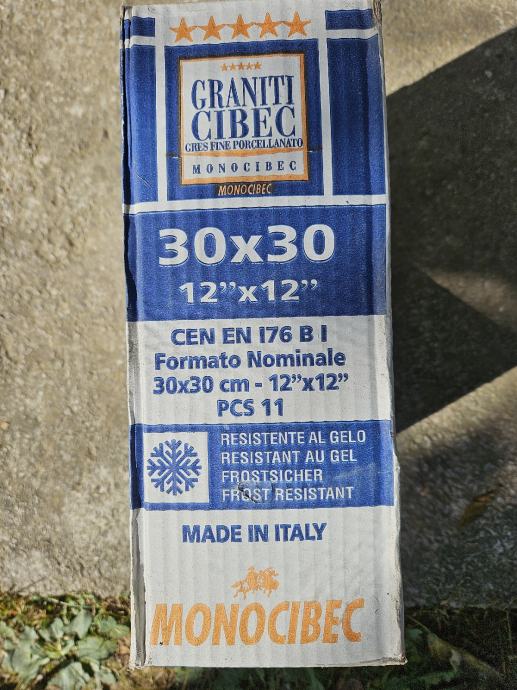 GRANITI
CIBEC
GRES FINE PORCELLANATO
MONOCIBEC
MONOCIBEC
30x30
12”x12”
CEN EN 176 B I
Formato Nominale
30x30 cm - 12”x12”
PCS 11
RESISTENTE AL GELO
RESISTANT AU GEL
FROSTSICHER
FROST RESISTANT
MADE IN ITALY
MONOCIBEC